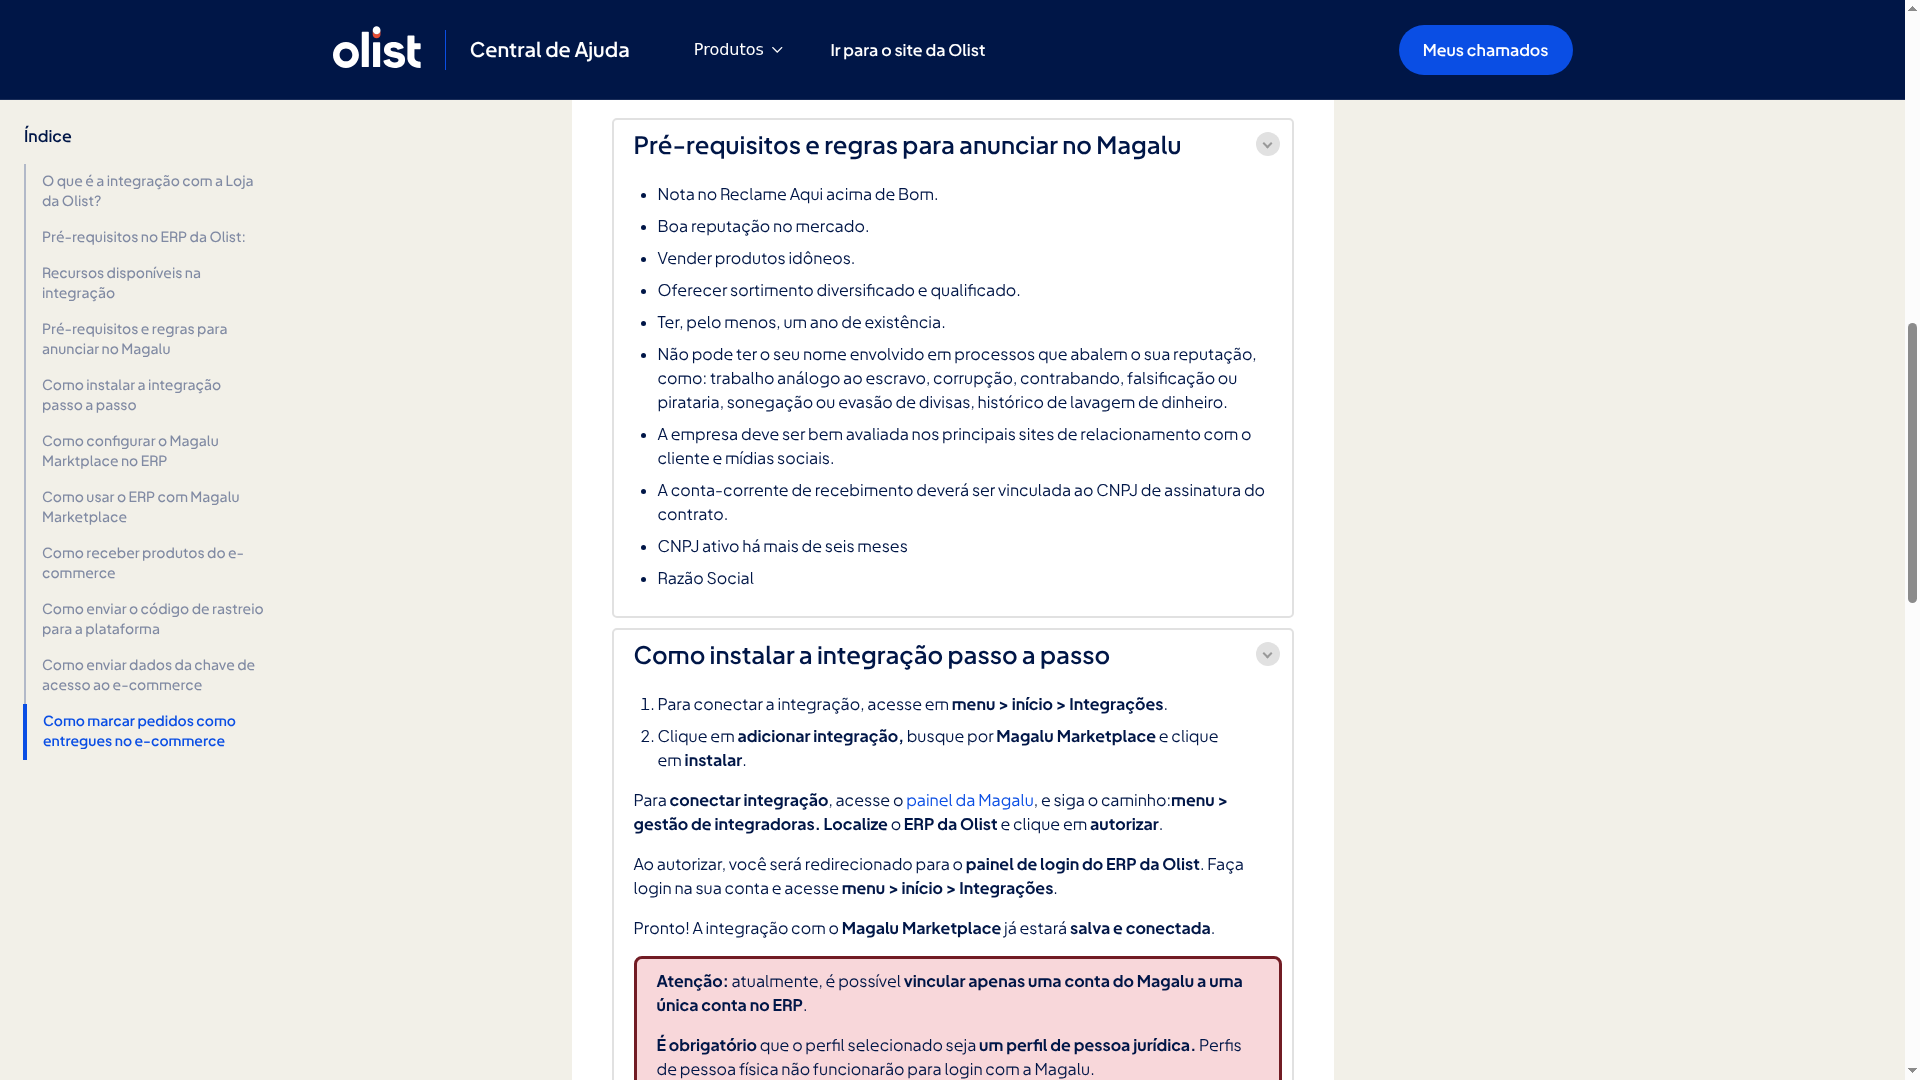 olist
Central de Ajuda
Produtos
Ir para o site da Olist
Meus chamados
Índice
O que é a integração com a Loja
da Olist?
Pré-requisitos no ERP da Olist:
Recursos disponíveis na
integração
Pré-requisitos e regras para
anunciar no Magalu
Como instalar a integração
passo a passo
Como configurar o Magalu
Marktplace no ERP
Como usar o ERP com Magalu
Marketplace
Como receber produtos do e-
commerce
Como enviar o código de rastreio
para a plataforma
Como enviar dados da chave de
acesso ao e-commerce
Como marcar pedidos como
entregues no e-commerce
Pré-requisitos e regras para anunciar no Magalu
• Nota no Reclame Aqui acima de Bom.
• Boa reputação no mercado.
• Vender produtos idôneos.
• Oferecer sortimento diversificado e qualificado.
• Ter, pelo menos, um ano de existência.
• Não pode ter o seu nome envolvido em processos que abalem o sua reputação,
como: trabalho análogo ao escravo, corrupção, contrabando, falsificação ou
pirataria, sonegação ou evasão de divisas, histórico de lavagem de dinheiro.
• A empresa deve ser bem avaliada nos principais sites de relacionamento com o
cliente e mídias sociais.
• A conta-corrente de recebimento deverá ser vinculada ao CNPJ de assinatura do
contrato.
• CNPJ ativo há mais de seis meses
• Razão Social
Como instalar a integração passo a passo
1. Para conectar a integração, acesse em menu > início > Integrações.
2. Clique em adicionar integração, busque por Magalu Marketplace e clique
em instalar.
Para conectar integração, acesse o painel da Magalu, e siga o caminho:menu >
gestão de integradoras. Localize o ERP da Olist e clique em autorizar.
Ao autorizar, você será redirecionado para o painel de login do ERP da Olist. Faça
login na sua conta e acesse menu > início > Integrações.
Pronto! A integração com o Magalu Marketplace já estará salva e conectada.
Atenção: atualmente, é possível vincular apenas uma conta do Magalu a uma
única conta no ERP.
É obrigatório que o perfil selecionado seja um perfil de pessoa jurídica. Perfis
de pessoa física não funcionarão para login com a Magalu.